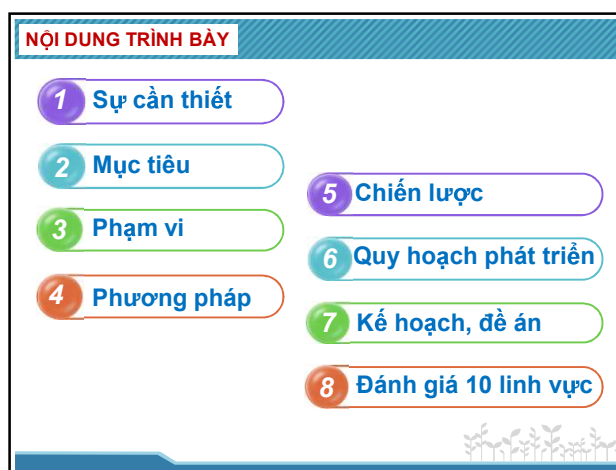 NỘI DUNG TRÌNH BÀY
1 Sự cần thiết
2 Mục tiêu
3 Phạm vi
4 Phương pháp
5 Chiến lược
6 Quy hoạch phát triển
7 Kế hoạch, đề án
8 Đánh giá 10 linh vực